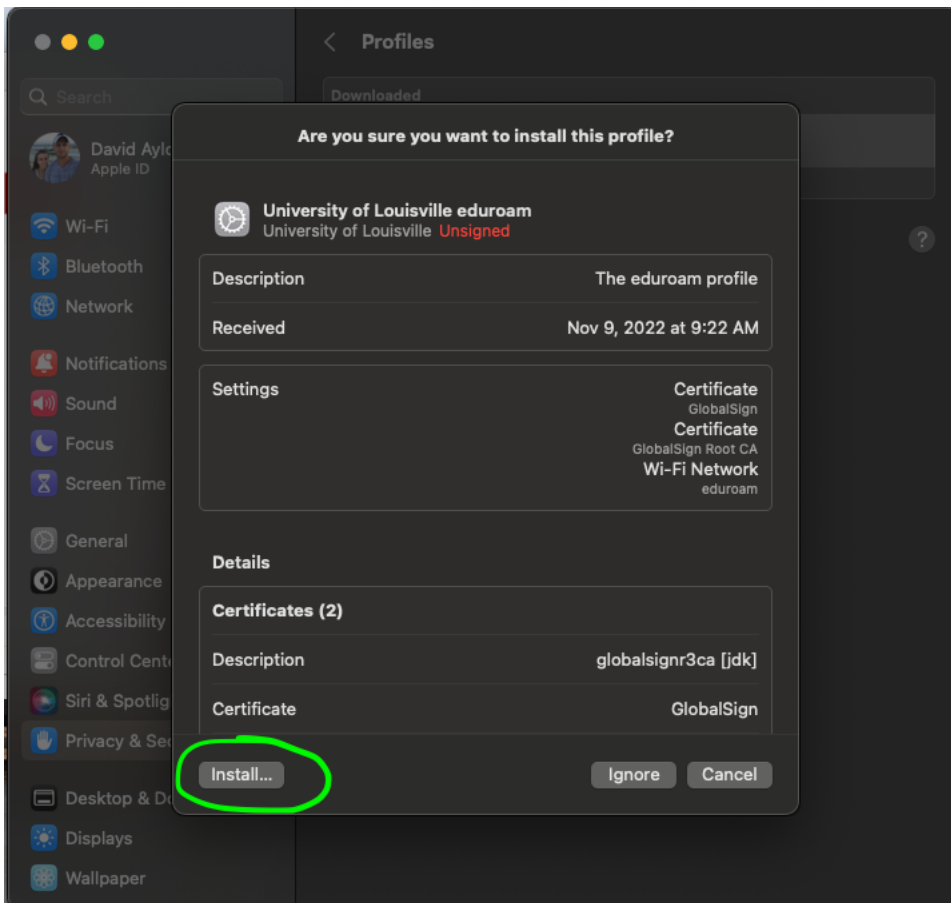 Profiles
Search
Downloaded
David Aylo
Apple ID
Wi-Fi
Bluetooth
Network
Notifications
Sound
Focus
Screen Time
General
Appearance
Accessibility
Control Cente
Siri & Spotlig
Privacy & Sec
Desktop & Do
Displays
Wallpaper
?
Are you sure you want to install this profile?
University of Louisville eduroam
University of Louisville Unsigned
Description The eduroam profile
Received Nov 9, 2022 at 9:22 AM
Settings Certificate
GlobalSign
Certificate
GlobalSign Root CA
Wi-Fi Network
eduroam
Details
Certificates (2)
Description globalsignr3ca [jdk]
Certificate GlobalSign
Install... Ignore Cancel